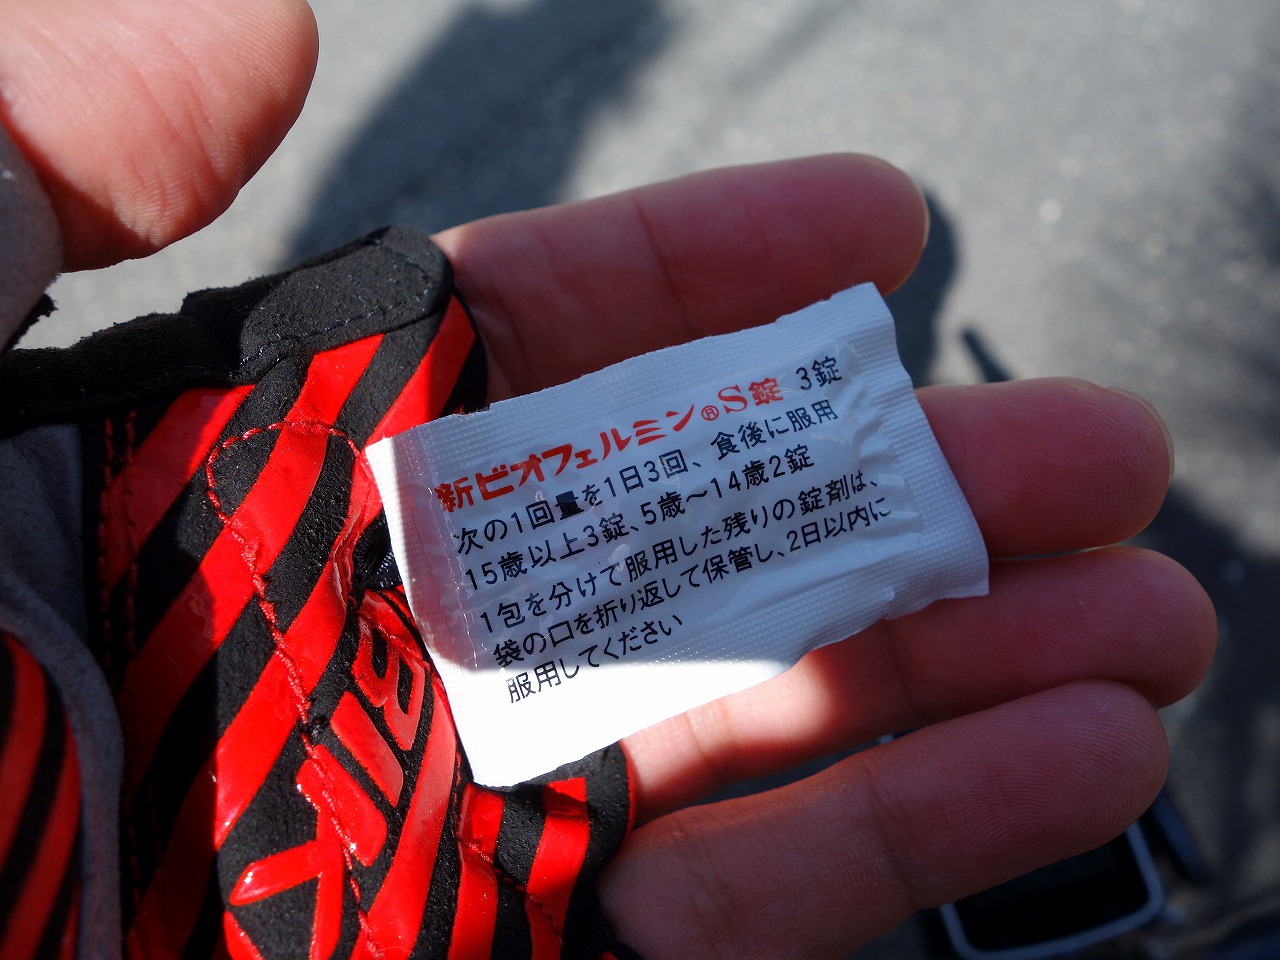 新ビオフェルミン®S錠 3錠
次の1回量を1日3回、食後に服用
15歳以上3錠、5歳〜14歳2錠
1包を分けて服用した残りの錠剤は、
袋の口を折り返して保管し、2日以内に
服用してください